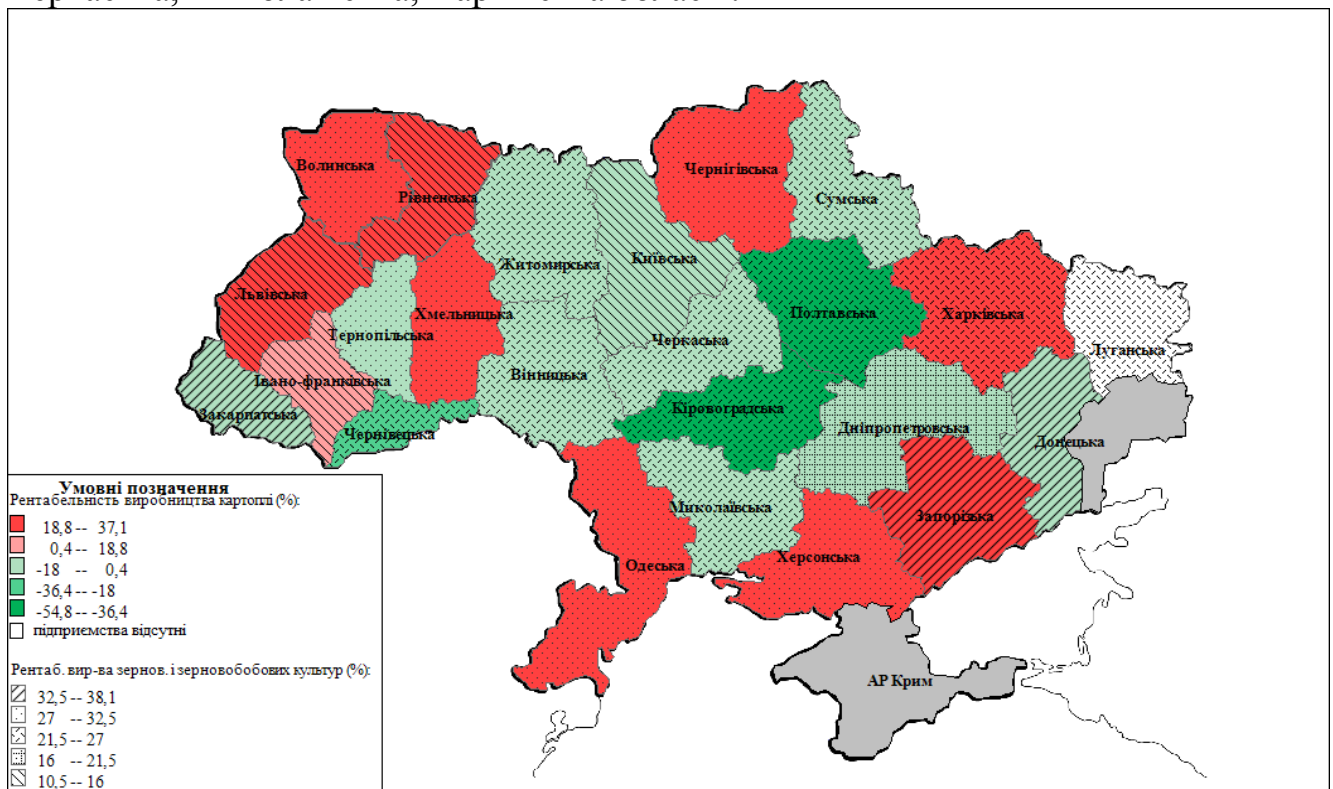 Чернігівська
Волинська
Рівненська
Сумська
Київська
Житомирська
Львівська
Хмельницька
Полтавська
Харківська
Тернопільська
Черкаська
Луганська
Вінницька
Івано-франківська
Закарпатська
Кіровоградська
Дніпропетровська
Чернівецька
Донецька
Миколаївська
Запорізька
Херсонська
Одеська
АР Крим
Умовні позначення
Рентабельність виробництва картоплі (%):
18,8 -- 37,1
0,4 -- 18,8
-18 -- 0,4
-36,4 -- -18
-54,8 -- -36,4
підприємства відсутні
Рентаб. вир-ва зернов. і зернобобових культур (%):
32,5 -- 38,1
27 -- 32,5
21,5 -- 27
16 -- 21,5
10,5 -- 16